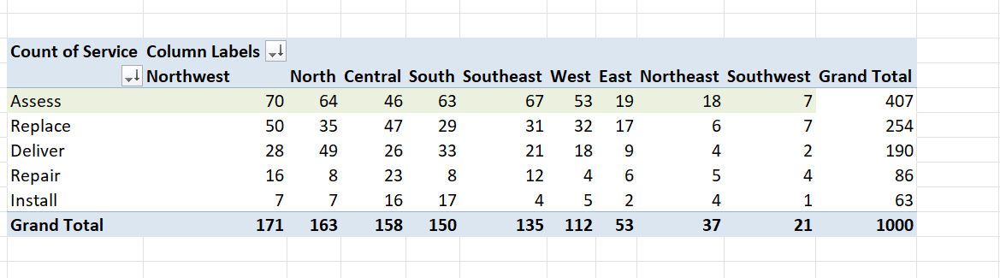 Count of Service Column Labels
Northwest North Central South Southeast West East Northeast Southwest Grand Total
Assess 70 64 46 63 67 53 19 18 7 407
Replace 50 35 47 29 31 32 17 6 7 254
Deliver 28 49 26 33 21 18 9 4 2 190
Repair 16 8 23 8 12 4 6 5 4 86
Install 7 7 16 17 4 5 2 4 1 63
Grand Total 171 163 158 150 135 112 53 37 21 1000